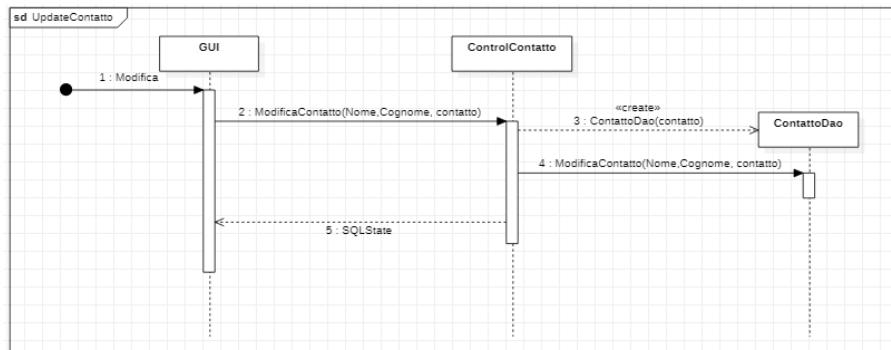 sd UpdateContatto
GUI
ControlContatto
1 : Modifica
2 : ModificaContatto(Nome,Cognome, contatto)
«create»
3 : ContattoDao(contatto)
ContattoDao
4 : ModificaContatto(Nome,Cognome, contatto)
5 : SQLState